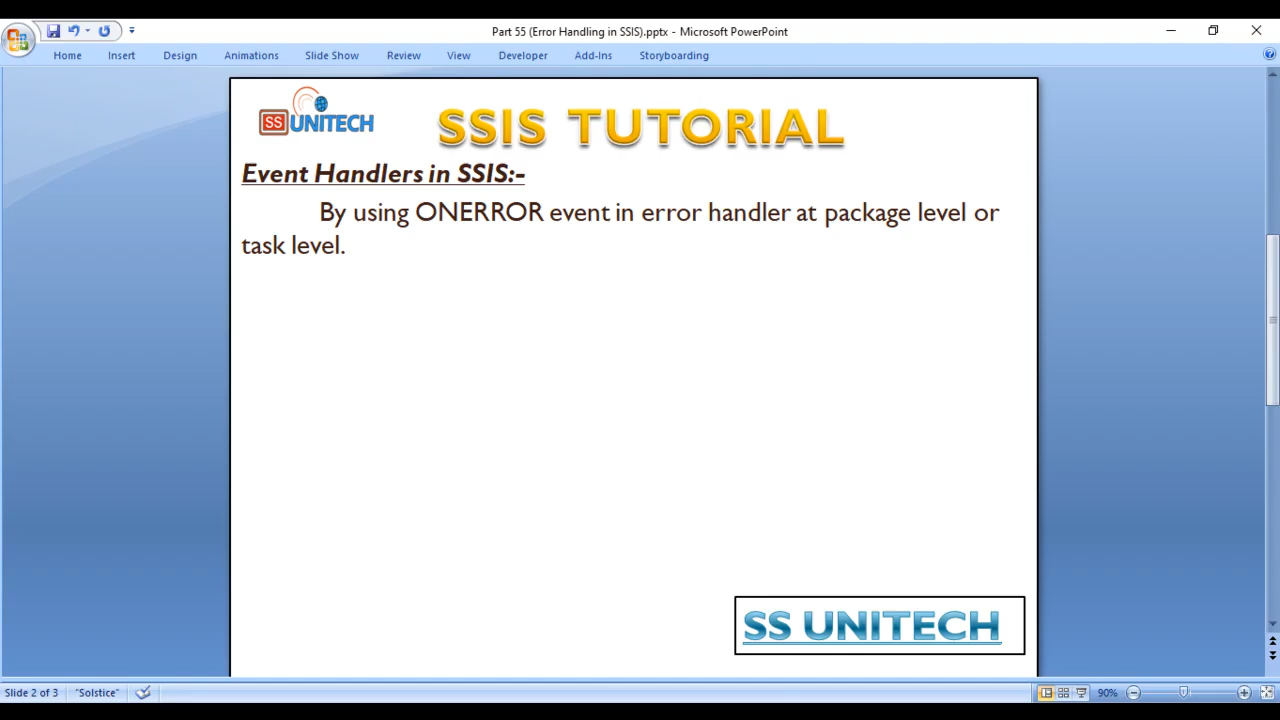 Part 55 (Error Handling in SSIS).pptx - Microsoft PowerPoint
Home Insert Design Animations Slide Show Review View Developer Add-Ins Storyboarding
SS UNITECH
SSIS TUTORIAL
Event Handlers in SSIS:-
By using ONERROR event in error handler at package level or
task level.
SS UNITECH
Slide 2 of 3 "Solstice" 90%